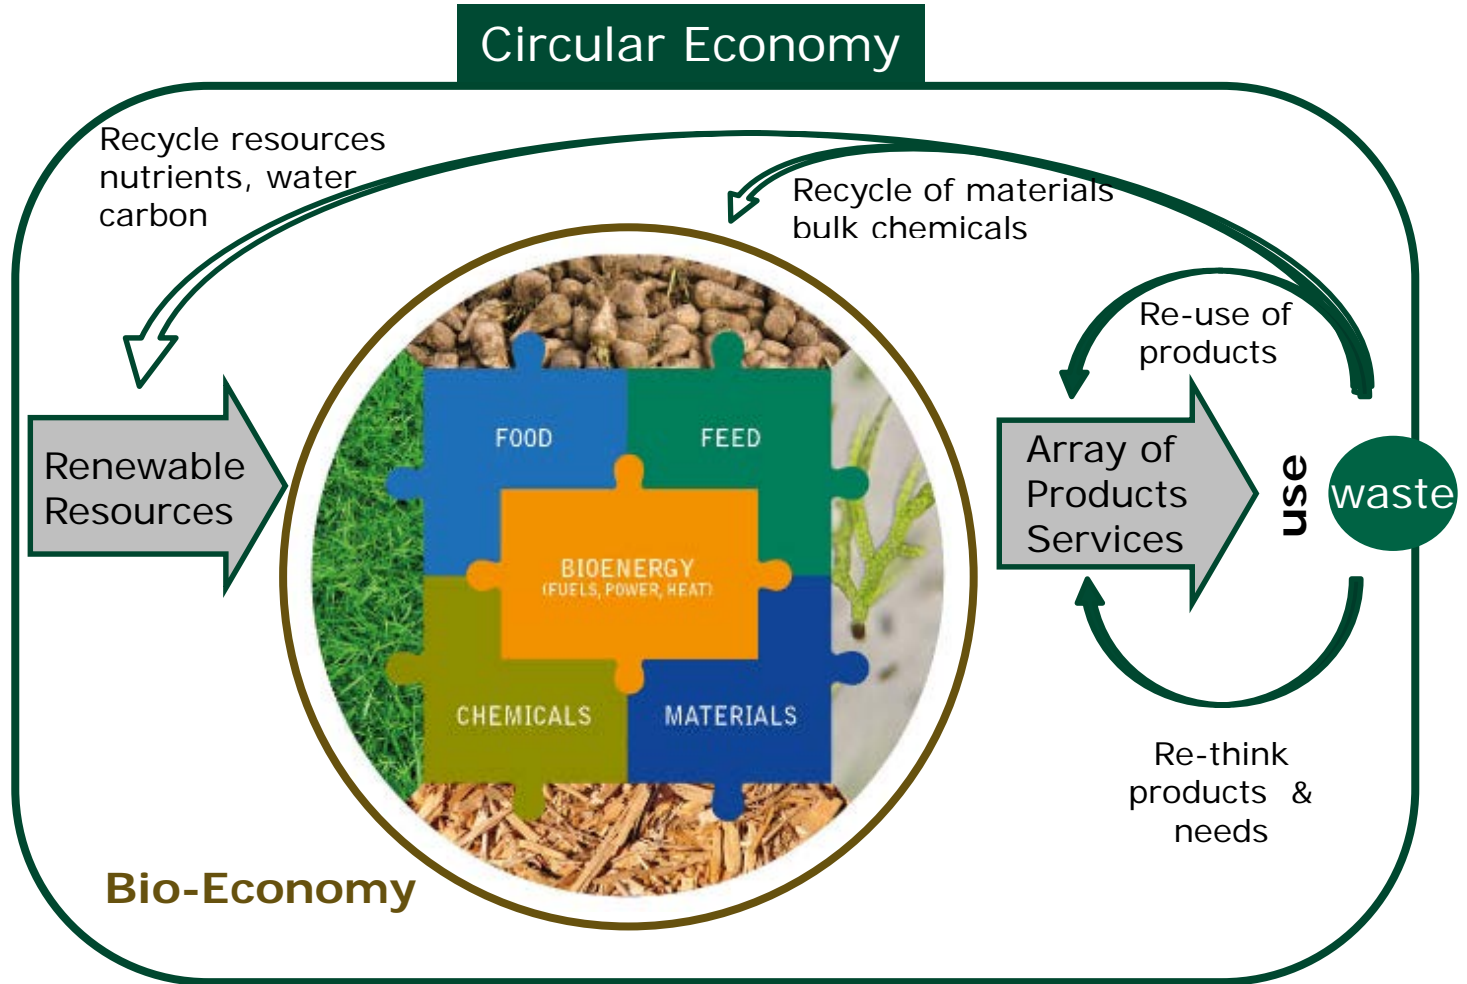 Circular Economy
Recycle resources
nutrients, water
carbon
Recycle of materials
bulk chemicals
Re-use of
products
Renewable
Resources
FOOD
FEED
BIOENERGY
(FUELS, POWER, HEAT)
CHEMICALS
MATERIALS
Array of
Products
Services
use
waste
Re-think
products &
needs
Bio-Economy